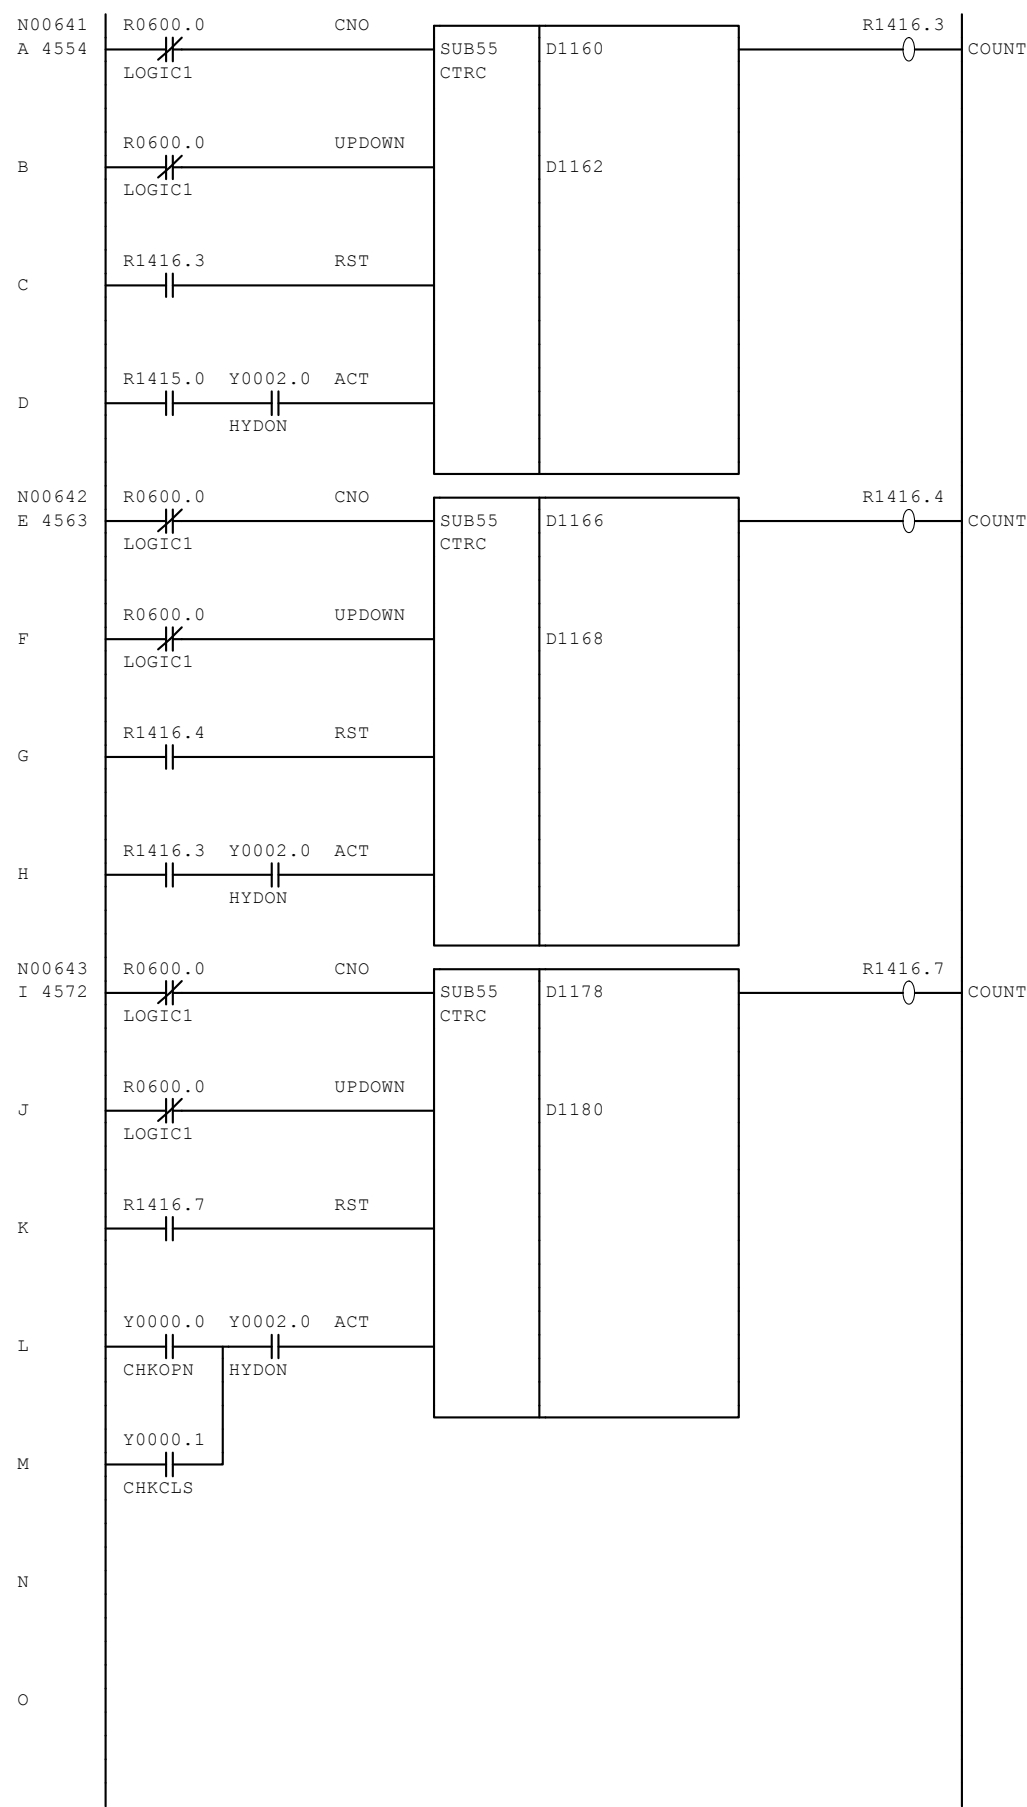 N00641 R0600.0 CNO R1416.3
A 4554 SUB55 D1160 COUNT
LOGIC1 CTRC
R0600.0 UPDOWN
B D1162
LOGIC1
R1416.3 RST
C
R1415.0 Y0002.0 ACT
D
HYDON
N00642 R0600.0 CNO R1416.4
E 4563 SUB55 D1166 COUNT
LOGIC1 CTRC
R0600.0 UPDOWN
F D1168
LOGIC1
R1416.4 RST
G
R1416.3 Y0002.0 ACT
H
HYDON
N00643 R0600.0 CNO R1416.7
I 4572 SUB55 D1178 COUNT
LOGIC1 CTRC
R0600.0 UPDOWN
J D1180
LOGIC1
R1416.7 RST
K
Y0000.0 Y0002.0 ACT
L
CHKOPN HYDON
Y0000.1
M
CHKCLS
N
O